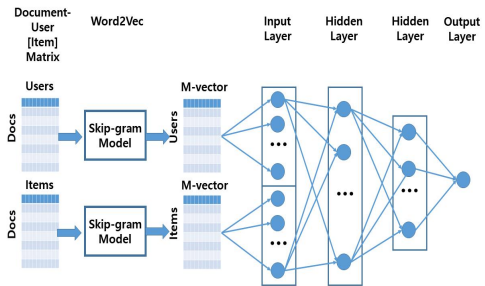 Document-
User
[Item]
Matrix
Word2Vec
Input
Layer
Hidden
Layer
Hidden
Layer
Output
Layer
Users
M-vector
Docs
Skip-gram
Model
Users
...
...
...
Items
M-vector
Docs
Skip-gram
Model
Items
...